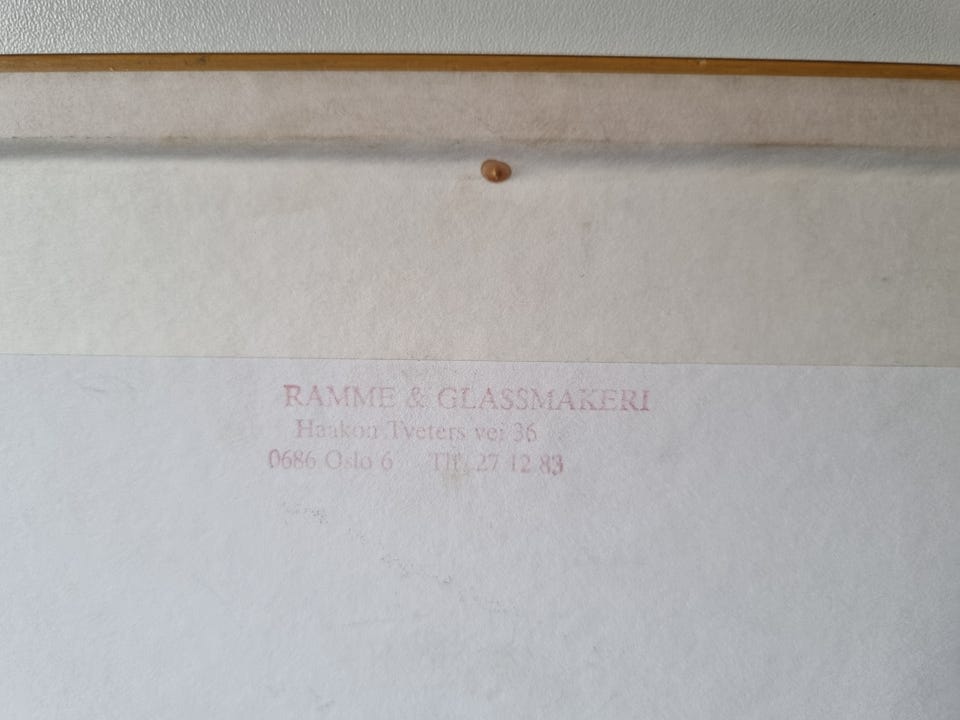 RAMME & GLASSMAKERI
Haakon Tveters vei 36
0686 Oslo 6 Tlf. 27 12 83